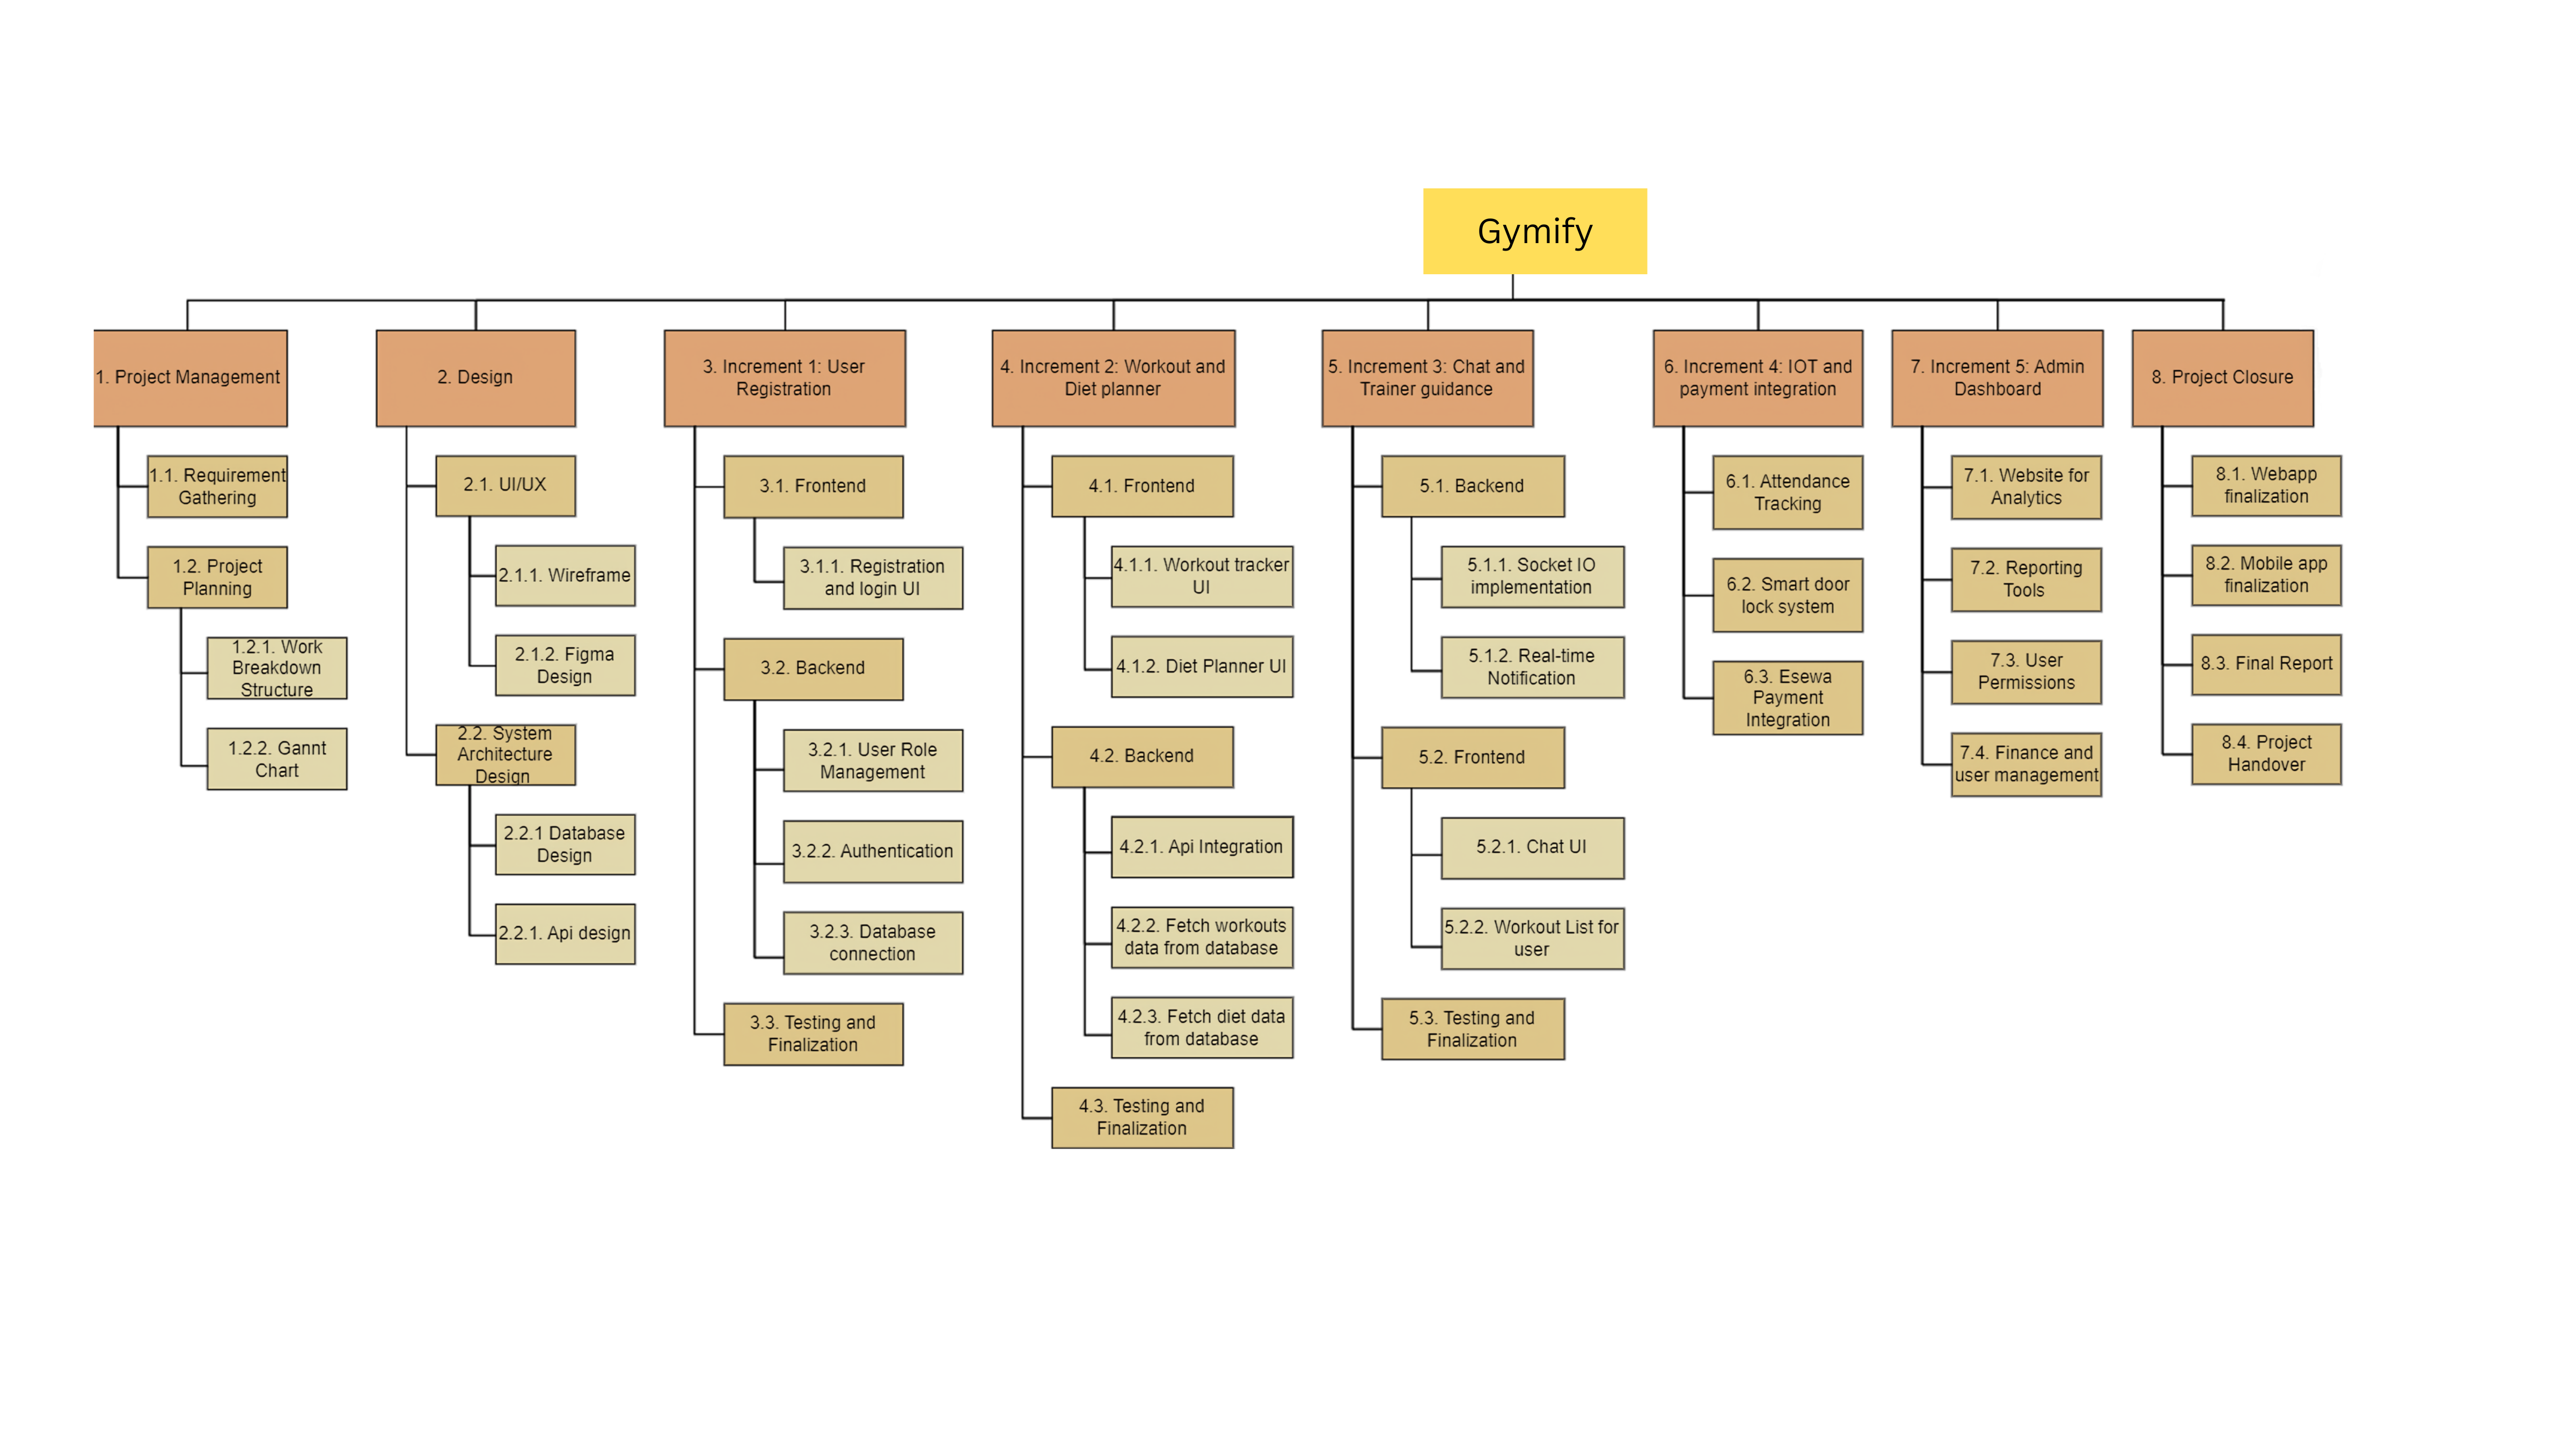 Gymify
1. Project Management
1.1. Requirement
Gathering
1.2. Project
Planning
1.2.1. Work
Breakdown
Structure
1.2.2. Gannt
Chart
2. Design
2.1. UI/UX
2.1.1. Wireframe
2.1.2. Figma
Design
2.2. System
Architecture
Design
2.2.1 Database
Design
2.2.1. Api design
3. Increment 1: User
Registration
3.1. Frontend
3.1.1. Registration
and login UI
3.2. Backend
3.2.1. User Role
Management
3.2.2. Authentication
3.2.3. Database
connection
3.3. Testing and
Finalization
4. Increment 2: Workout and
Diet planner
4.1. Frontend
4.1.1. Workout tracker
UI
4.1.2. Diet Planner UI
4.2. Backend
4.2.1. Api Integration
4.2.2. Fetch workouts
data from database
4.2.3. Fetch diet data
from database
4.3. Testing and
Finalization
5. Increment 3: Chat and
Trainer guidance
5.1. Backend
5.1.1. Socket IO
implementation
5.1.2. Real-time
Notification
5.2. Frontend
5.2.1. Chat UI
5.2.2. Workout List for
user
5.3. Testing and
Finalization
6. Increment 4: IOT and
payment integration
6.1. Attendance
Tracking
6.2. Smart door
lock system
6.3. Esewa
Payment
Integration
7. Increment 5: Admin
Dashboard
7.1. Website for
Analytics
7.2. Reporting
Tools
7.3. User
Permissions
7.4. Finance and
user management
8. Project Closure
8.1. Webapp
finalization
8.2. Mobile app
finalization
8.3. Final Report
8.4. Project
Handover